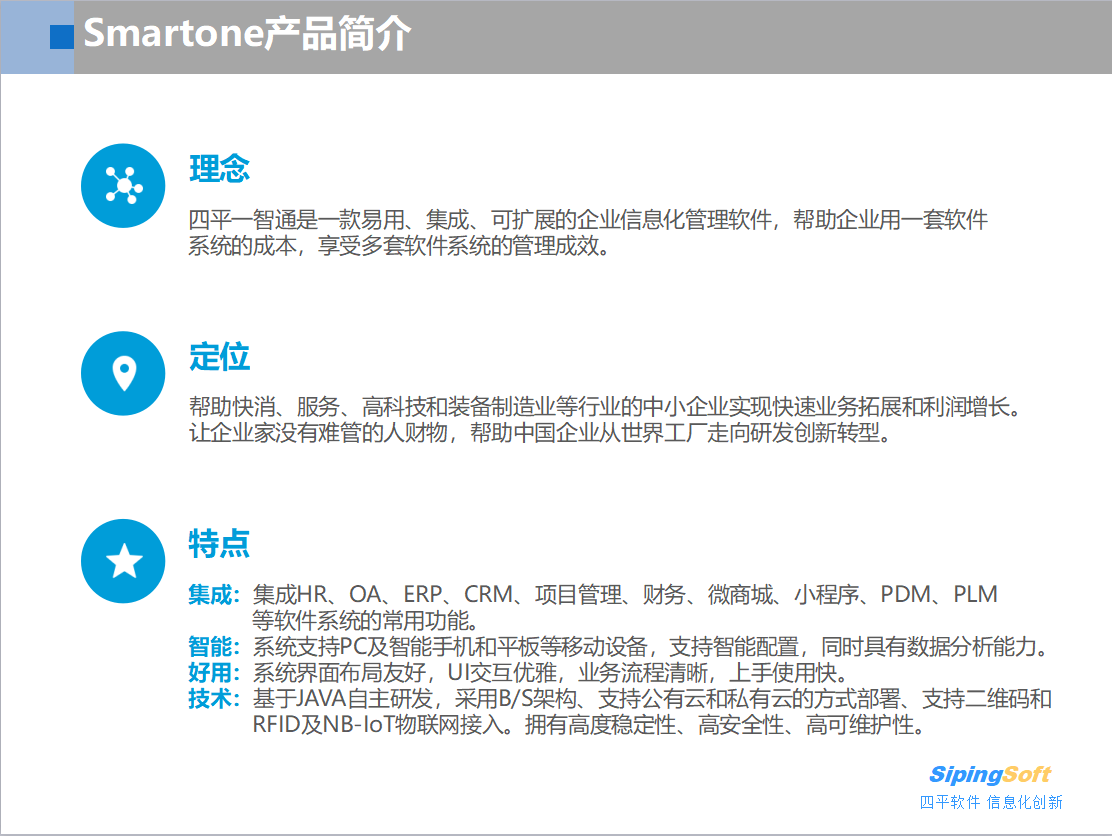 Smartone产品简介
理念
四平一智通是一款易用、集成、可扩展的企业信息化管理软件，帮助企业用一套软件
系统的成本，享受多套软件系统的管理成效。
定位
帮助快消、服务、高科技和装备制造业等行业的中小企业实现快速业务拓展和利润增长。
让企业家没有难管的人财物，帮助中国企业从世界工厂走向研发创新转型。
特点
集成：集成HR、OA、ERP、CRM、项目管理、财务、微商城、小程序、PDM、PLM
等软件系统的常用功能。
智能：系统支持PC及智能手机和平板等移动设备，支持智能配置，同时具有数据分析能力。
好用：系统界面布局友好，UI交互优雅，业务流程清晰，上手使用快。
技术：基于JAVA自主研发，采用B/S架构、支持公有云和私有云的方式部署、支持二维码和
RFID及NB-IoT物联网接入。拥有高度稳定性、高安全性、高可维护性。
SipingSoft
四平软件 信息化创新